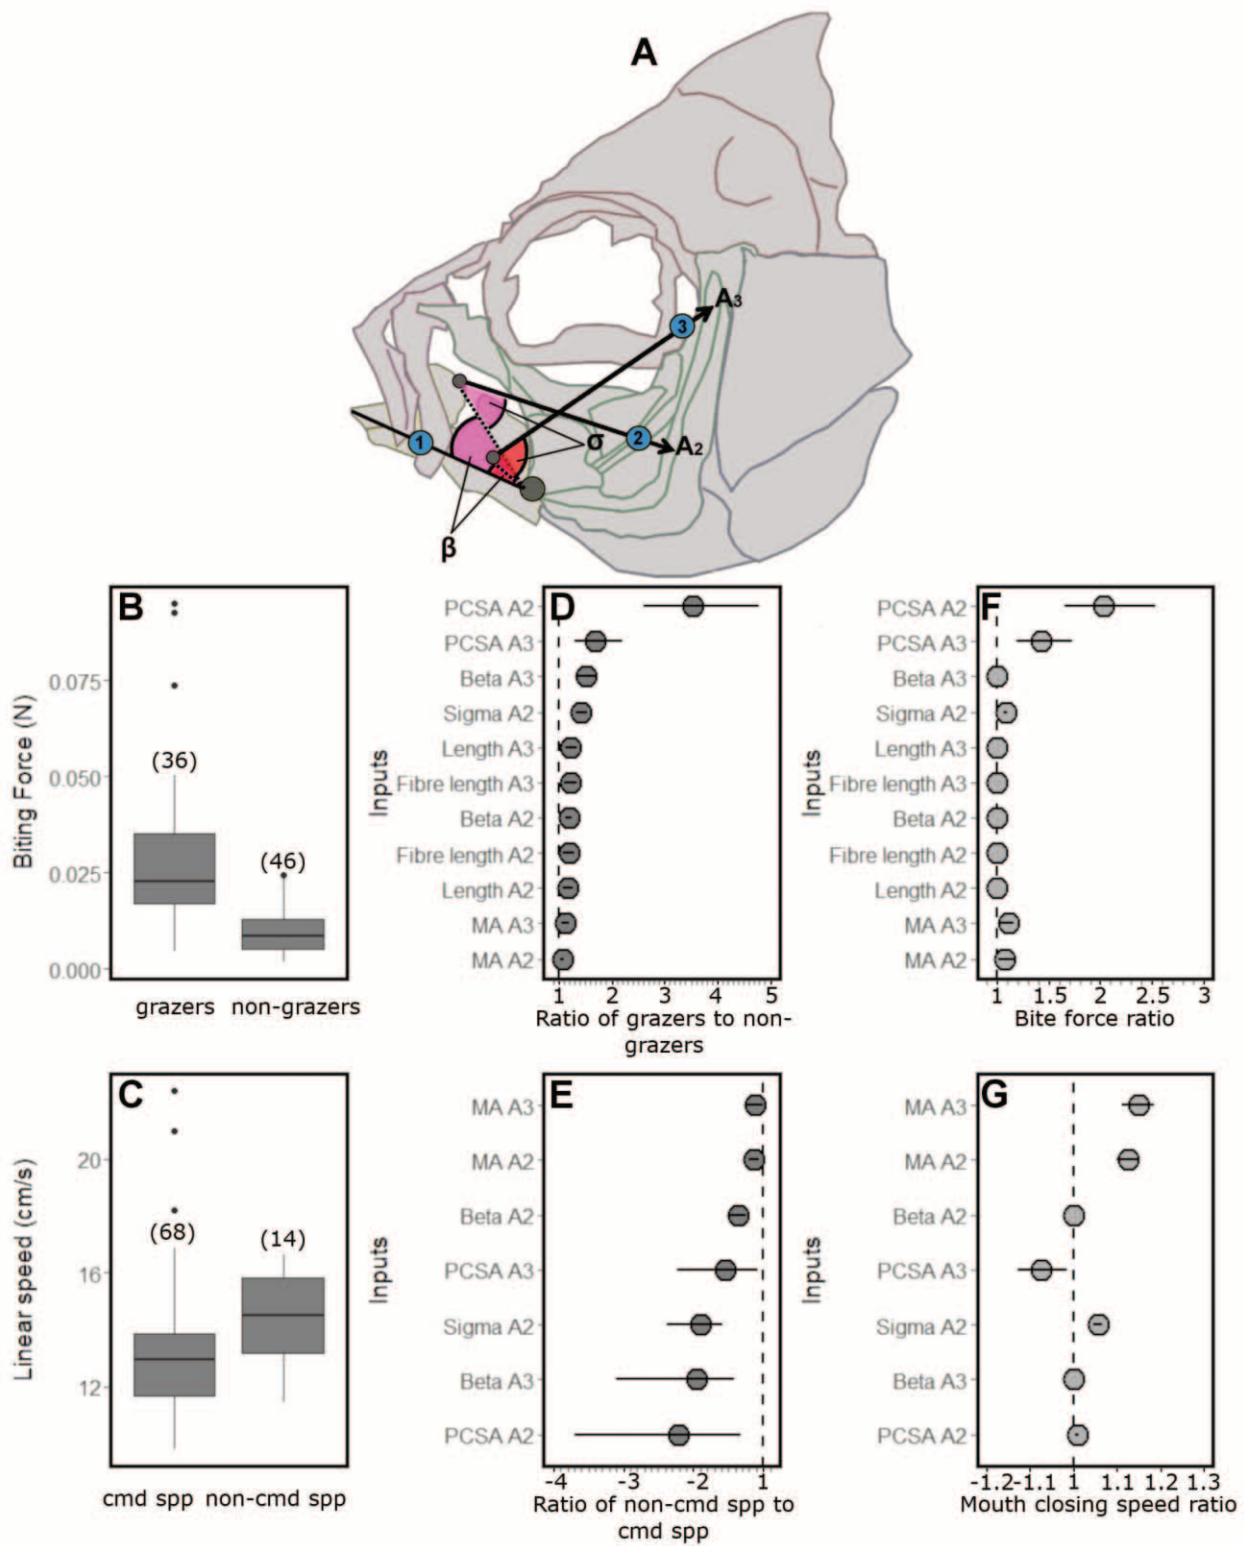 A
A3
1
2
3
σ
A2
β
B
Biting Force (N)
0.075
0.050
0.025
0.000
(36)
(46)
grazers non-grazers
D
Inputs
PCSA A2
PCSA A3
Beta A3
Sigma A2
Length A3
Fibre length A3
Beta A2
Fibre length A2
Length A2
MA A3
MA A2
1 2 3 4 5
Ratio of grazers to non-
grazers
F
Inputs
PCSA A2
PCSA A3
Beta A3
Sigma A2
Length A3
Fibre length A3
Beta A2
Fibre length A2
Length A2
MA A3
MA A2
1 1.5 2 2.5 3
Bite force ratio
C
Linear speed (cm/s)
20
16
12
(68)
(14)
cmd spp non-cmd spp
E
Inputs
MA A3
MA A2
Beta A2
PCSA A3
Sigma A2
Beta A3
PCSA A2
-4 -3 -2 1
Ratio of non-cmd spp to
cmd spp
G
Inputs
MA A3
MA A2
Beta A2
PCSA A3
Sigma A2
Beta A3
PCSA A2
-1.2 -1.1 1 1.1 1.2 1.3
Mouth closing speed ratio